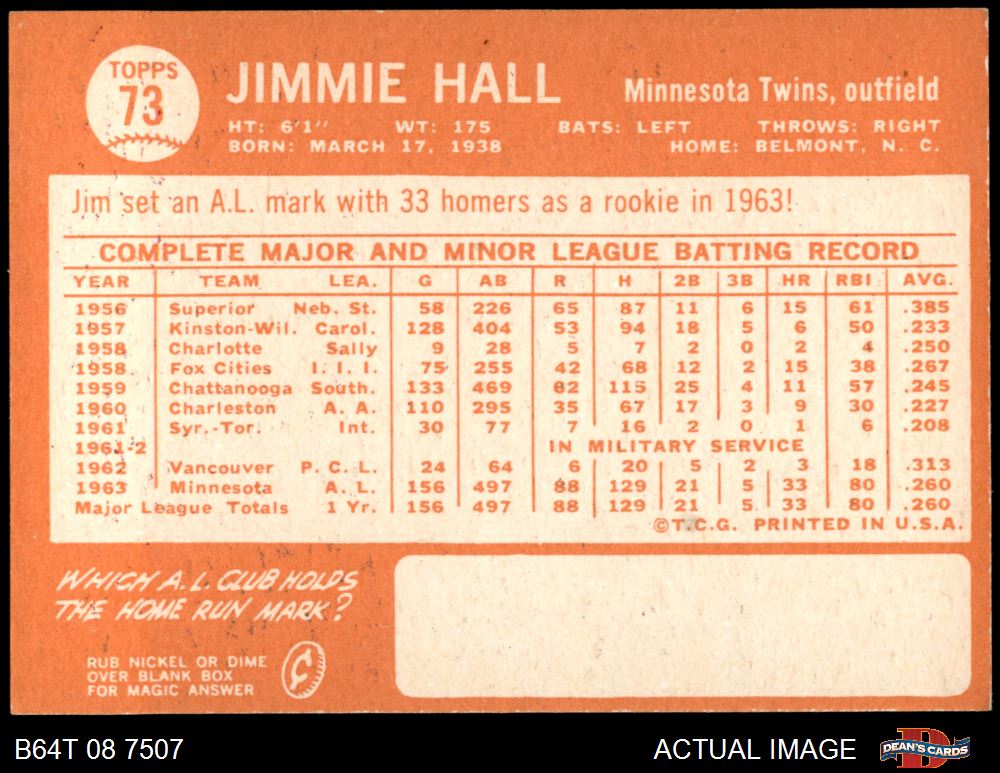 TOPPS
73
JIMMIE HALL
Minnesota Twins, outfield
HT: 6'1" WT: 175 BATS: LEFT THROWS: RIGHT
BORN: MARCH 17, 1938 HOME: BELMONT, N. C.
Jim set an A.L. mark with 33 homers as a rookie in 1963!
COMPLETE MAJOR AND MINOR LEAGUE BATTING RECORD
YEAR TEAM LEA. G AB R H 2B 3B HR RBI AVG.
1956 Superior Neb. St. 58 226 65 87 11 6 15 61 .385
1957 Kinston-Wil. Carol. 128 404 53 94 18 5 6 50 .233
1958 Charlotte Sally 9 28 5 7 2 0 2 4 .250
1958 Fox Cities I. I. I. 75 255 42 68 12 2 15 38 .267
1959 Chattanooga South. 133 469 82 115 25 4 11 57 .245
1960 Charleston A. A. 110 295 35 67 17 3 9 30 .227
1961 Syr.-Tor. Int. 30 77 7 16 2 0 1 6 .208
1961-2 IN MILITARY SERVICE
1962 Vancouver P. C. L. 24 64 6 20 5 2 3 18 .313
1963 Minnesota A. L. 156 497 88 129 21 5 33 80 .260
Major League Totals 1 Yr. 156 497 88 129 21 5 33 80 .260
©T.C.G. PRINTED IN U.S.A.
WHICH A.L. CLUB HOLDS
THE HOME RUN MARK?
RUB NICKEL OR DIME
OVER BLANK BOX
FOR MAGIC ANSWER
¢
B64T 08 7507 ACTUAL IMAGE
DEAN'S CARDS